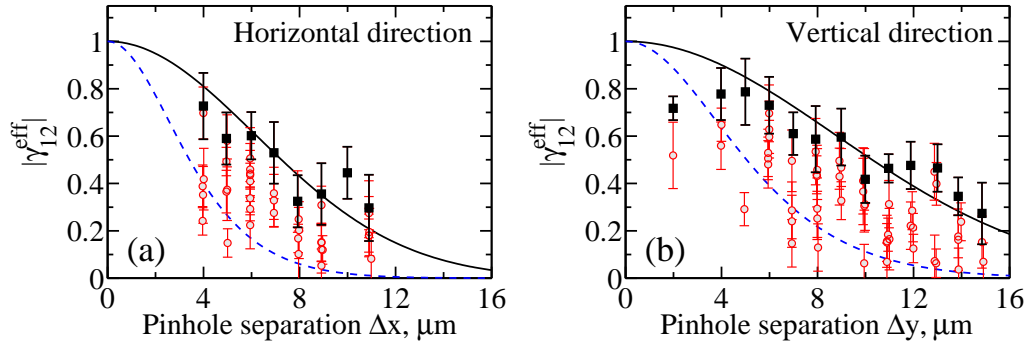 Horizontal direction
|γ₁₂ᵉᶠᶠ|
1
0.8
0.6
0.4
0.2
0
(a)
0 4 8 12 16
Pinhole separation Δx, μm
Vertical direction
|γ₁₂ᵉᶠᶠ|
1
0.8
0.6
0.4
0.2
0
(b)
0 4 8 12 16
Pinhole separation Δy, μm